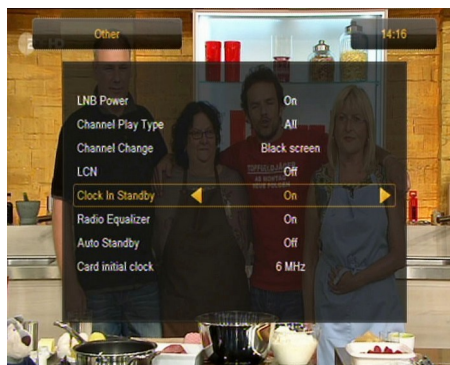 Other
14:16
LNB Power On
Channel Play Type All
Channel Change Black screen
LCN Off
Clock In Standby On
Radio Equalizer On
Auto Standby Off
Card initial clock 6 MHz